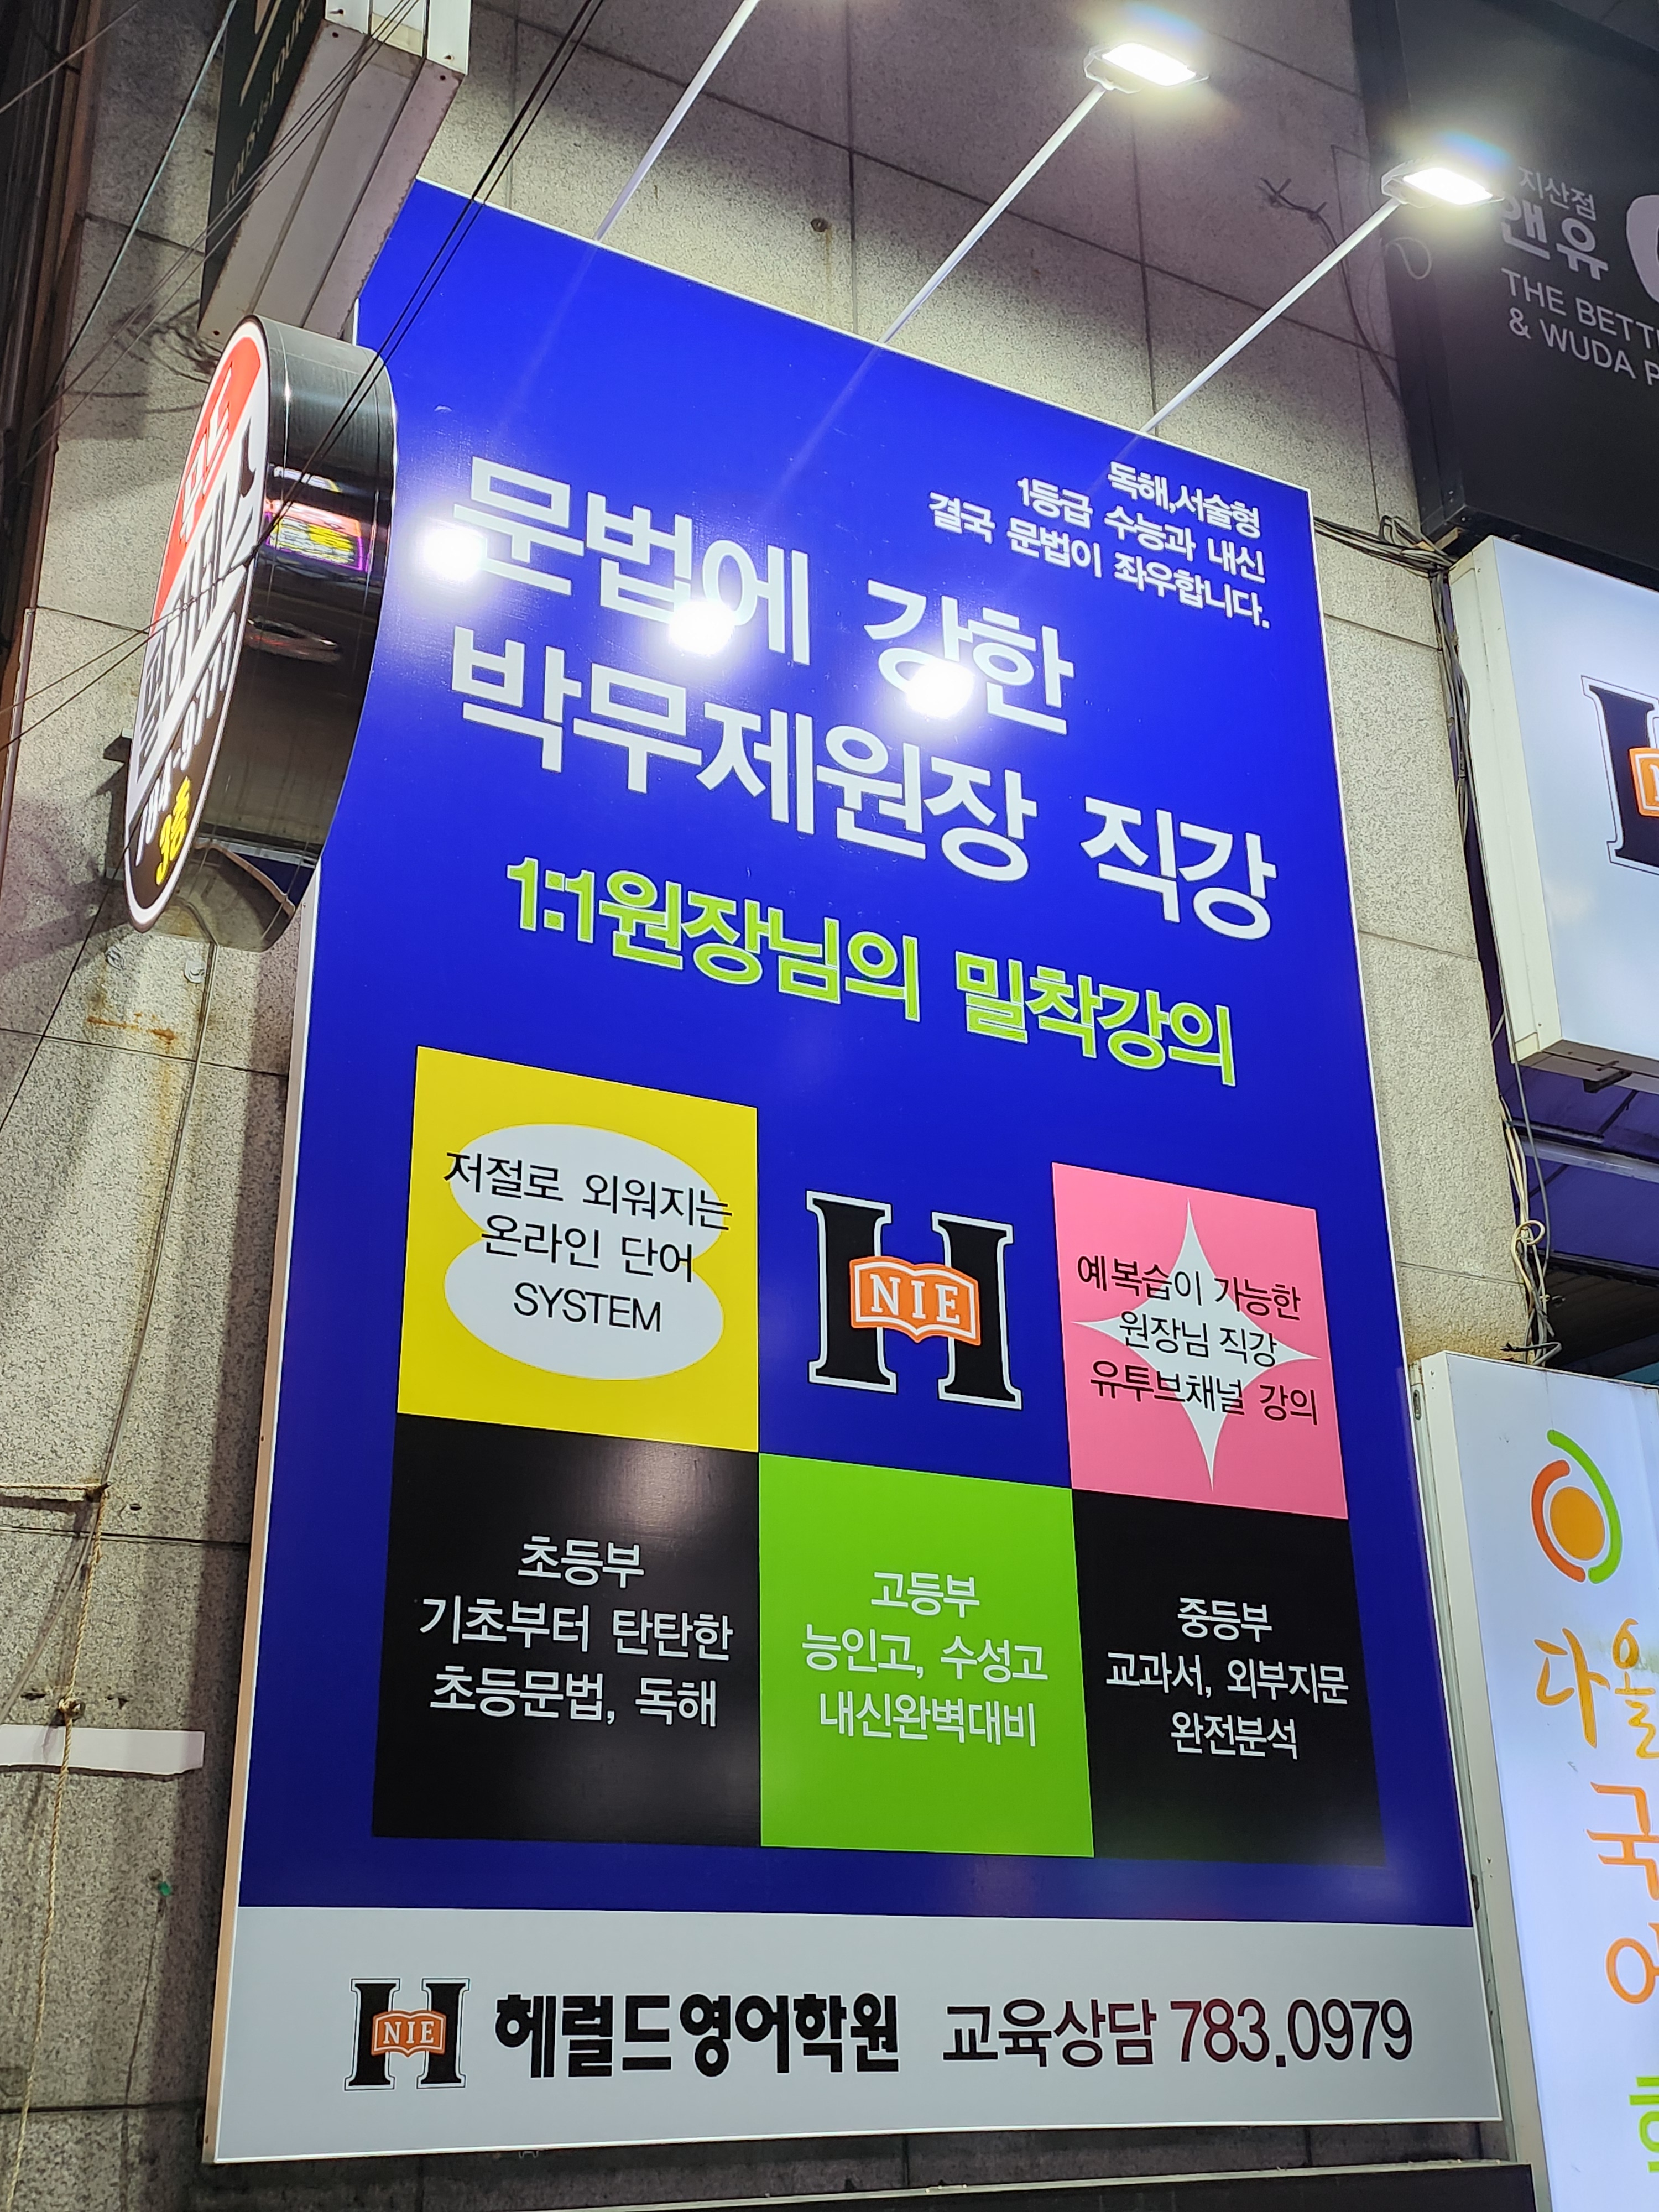 독해,서술형
1등급 수능과 내신
결국 문법이 좌우합니다.
문법에 강한
박무제원장 직강
1:1원장님의 밀착강의
저절로 외워지는
온라인 단어
SYSTEM
NIE
예복습이 가능한
원장님 직강
유투브채널 강의
초등부
기초부터 탄탄한
초등문법, 독해
고등부
능인고, 수성고
내신완벽대비
중등부
교과서, 외부지문
완전분석
NIE
헤럴드영어학원 교육상담 783.0979
지산점
앤유
THE
& WUDA
다올
국
3층